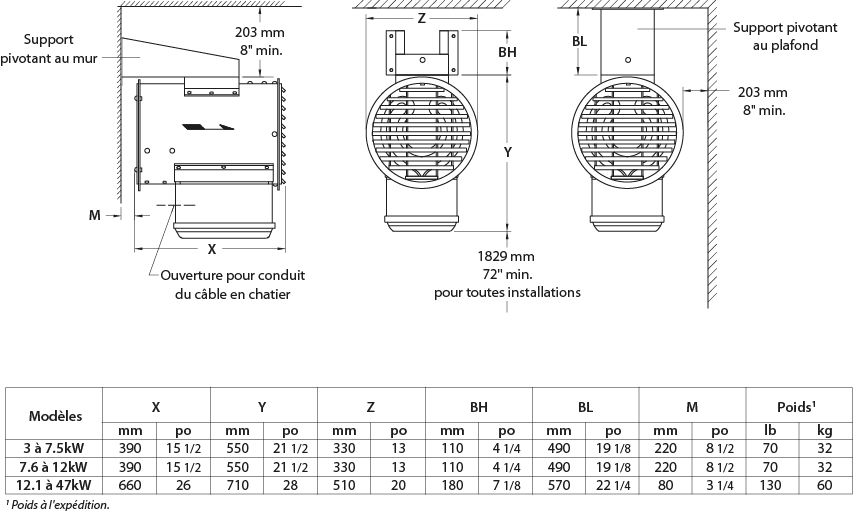 Support
pivotant au mur
203 mm
8" min.
M
X
Ouverture pour conduit
du câble en chatier
Z
BH
Y
1829 mm
72" min.
pour toutes installations
BL
Support pivotant
au plafond
203 mm
8" min.
Modèles X Y Z BH BL M Poids¹
mm po mm po mm po mm po mm po mm po lb kg
3 à 7.5kW 390 15 1/2 550 21 1/2 330 13 110 4 1/4 490 19 1/8 220 8 1/2 70 32
7.6 à 12kW 390 15 1/2 550 21 1/2 330 13 110 4 1/4 490 19 1/8 220 8 1/2 70 32
12.1 à 47kW 660 26 710 28 510 20 180 7 1/8 570 22 1/4 80 3 1/4 130 60
¹ Poids à l'expédition.